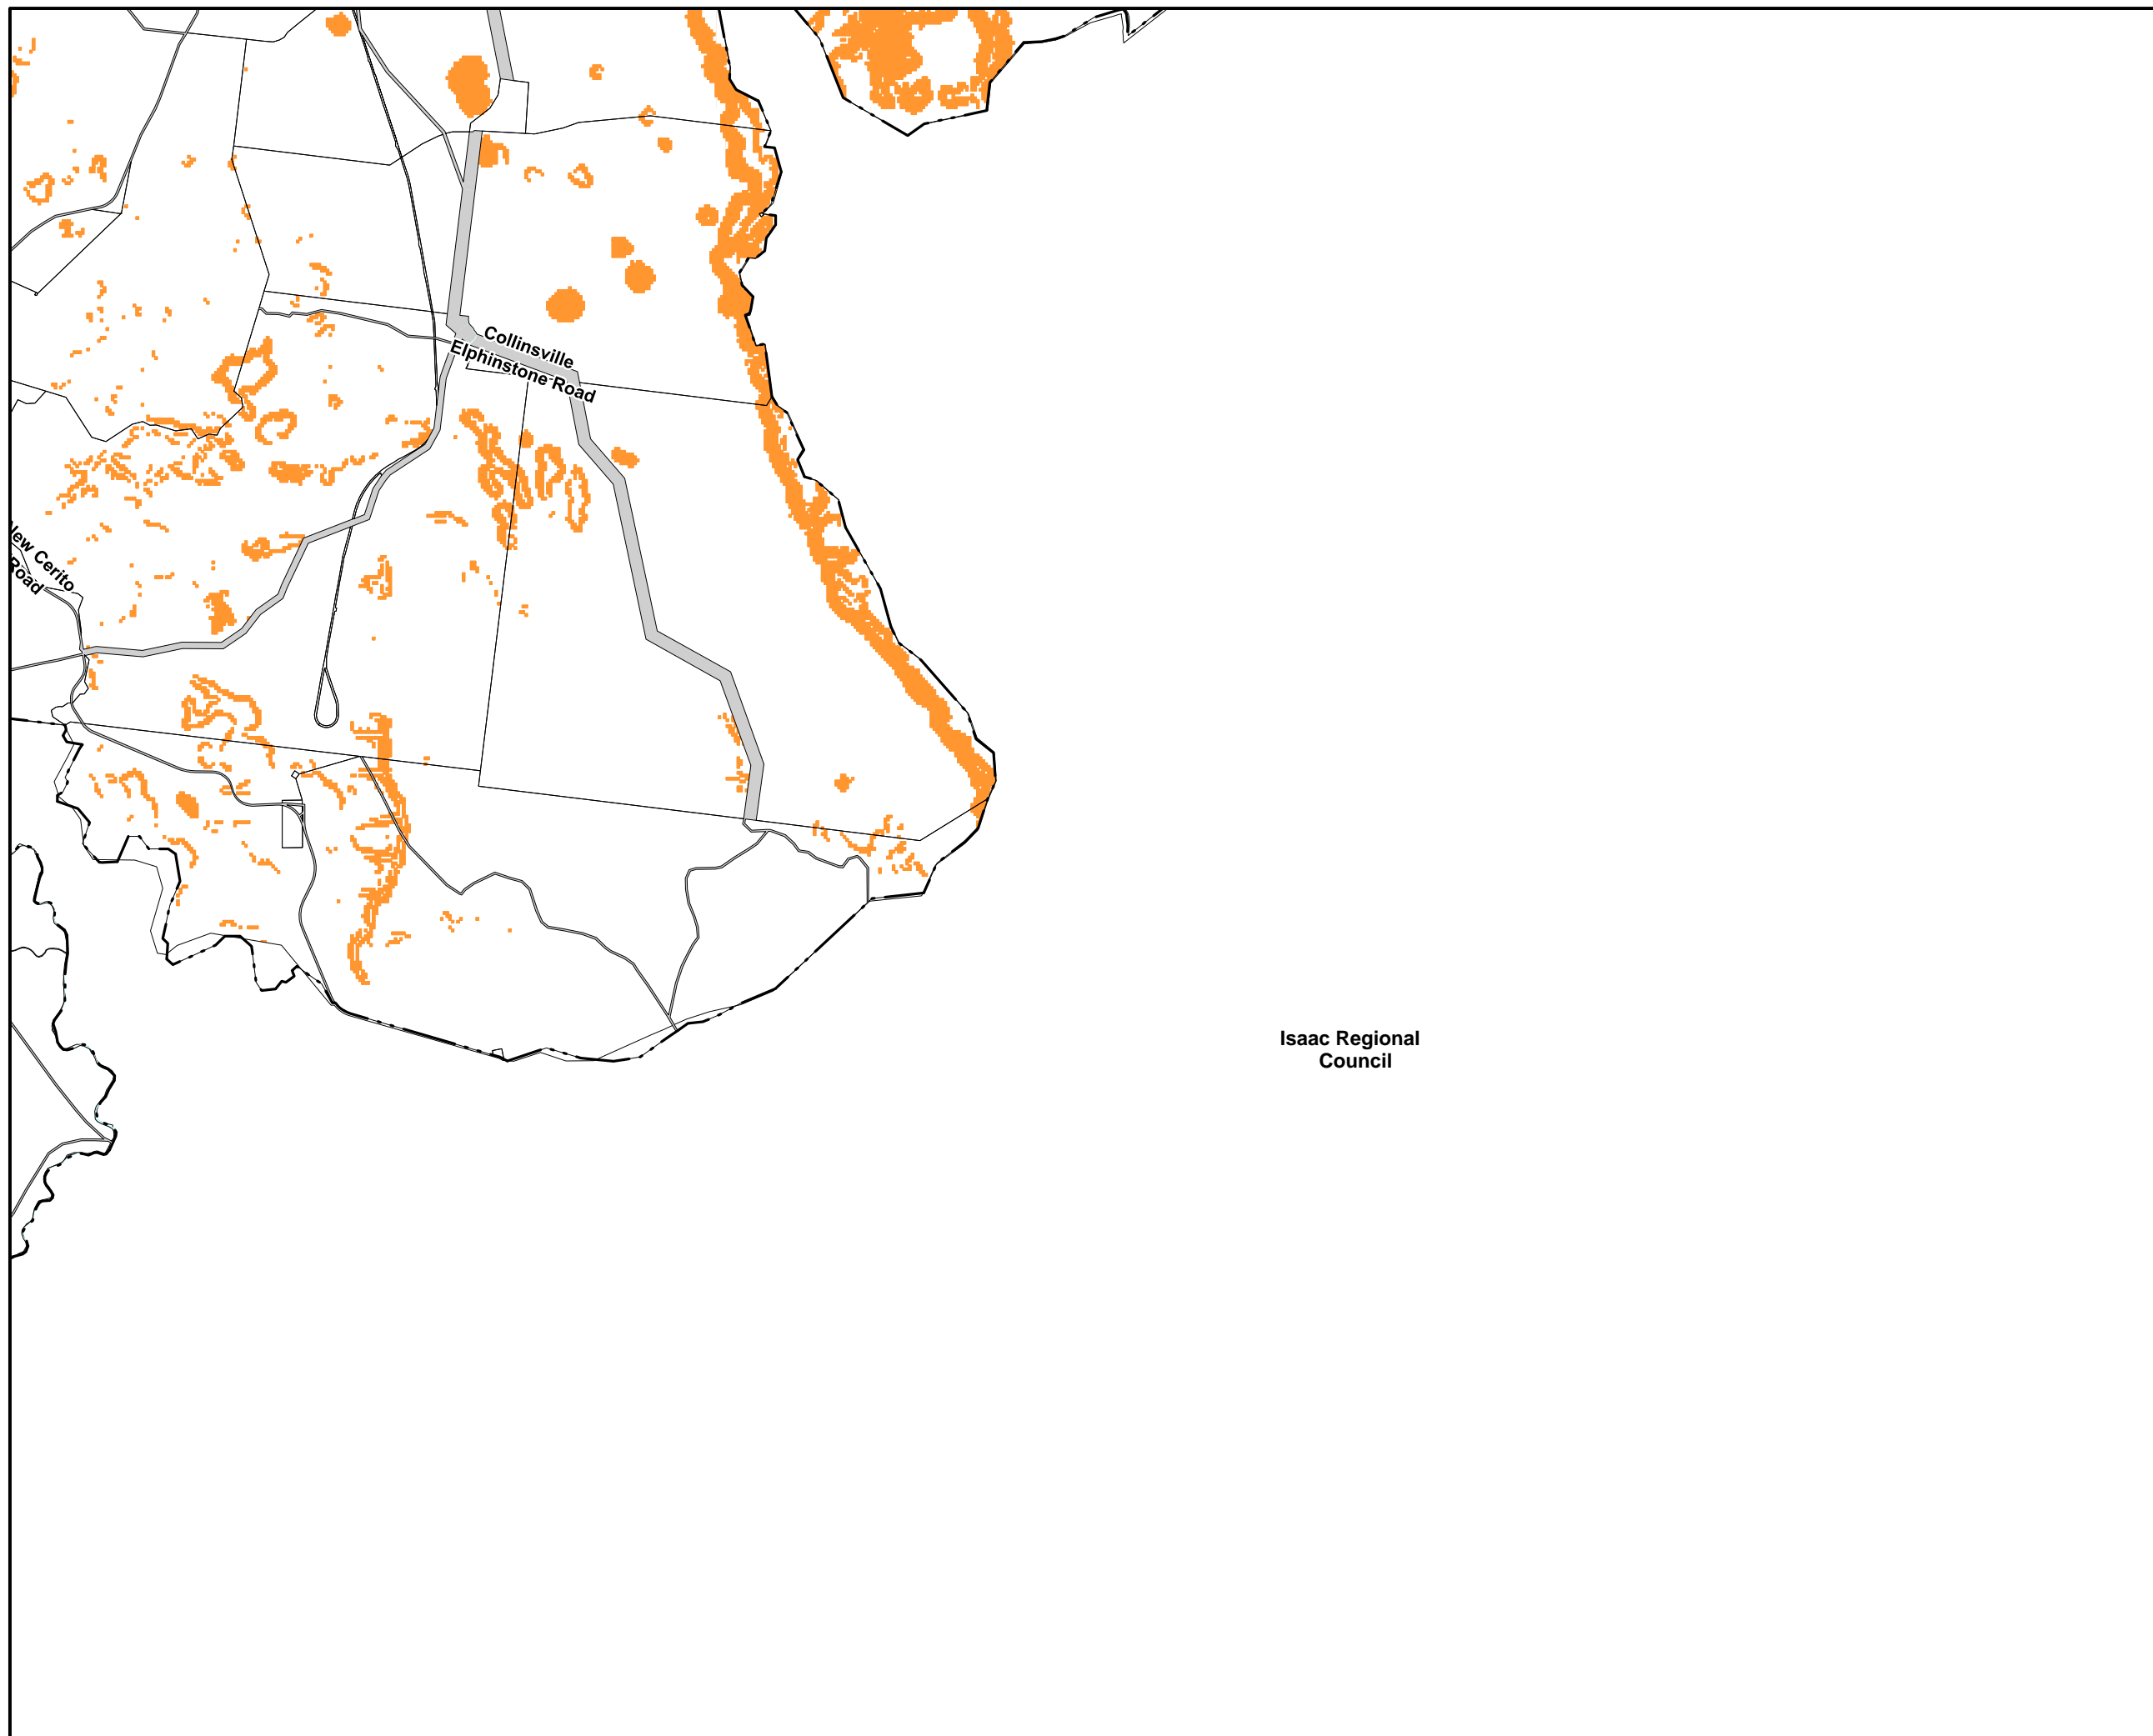 Collinsville
Elphinstone Road
Cerito
Road
Isaac Regional
Council